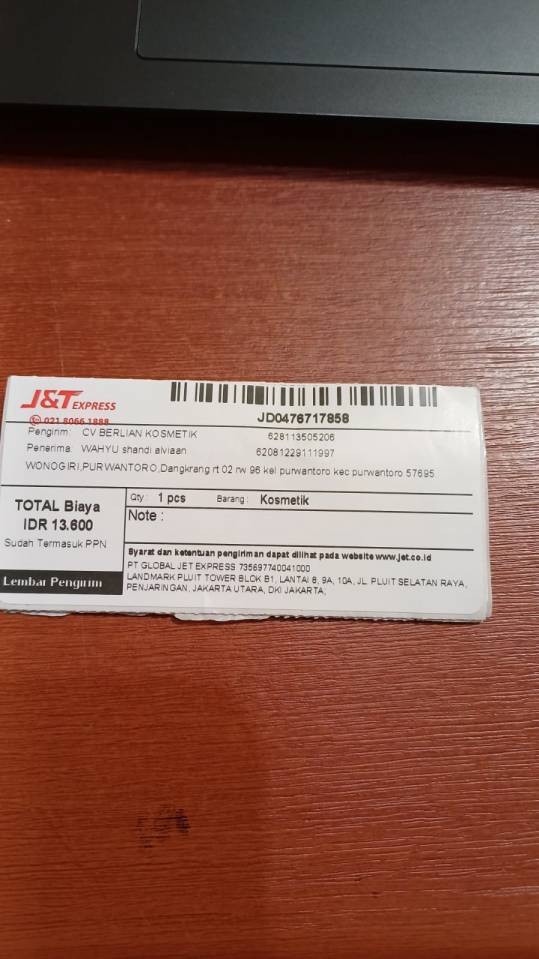 J&T EXPRESS
021 8066 1888
JD0476717858
Pengirim: CV BERLIAN KOSMETIK 628113505206
Penerima: WAHYU shandi alviaan 62081229111997
WONOGIRI,PURWANTORO,Dangkrang rt 02 rw 96 kel purwantoro kec purwantoro 57695
TOTAL Biaya
IDR 13.600
Sudah Termasuk PPN
Lembar Pengirim
Qty: 1 pcs Barang: Kosmetik
Note :
Syarat dan ketentuan pengiriman dapat dilihat pada website www.jet.co.id
PT GLOBAL JET EXPRESS 735697740041000
LANDMARK PLUIT TOWER BLOK B1, LANTAI 8, 9A, 10A, JL. PLUIT SELATAN RAYA,
PENJARINGAN, JAKARTA UTARA, DKI JAKARTA;